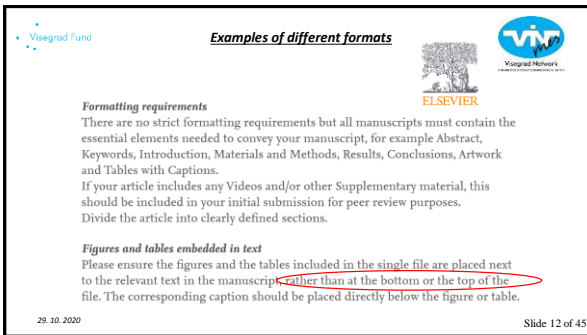 Visegrad Fund
Examples of different formats
Visegrad Network
ELSEVIER
Formatting requirements
There are no strict formatting requirements but all manuscripts must contain the
essential elements needed to convey your manuscript, for example Abstract,
Keywords, Introduction, Materials and Methods, Results, Conclusions, Artwork
and Tables with Captions.
If your article includes any Videos and/or other Supplementary material, this
should be included in your initial submission for peer review purposes.
Divide the article into clearly defined sections.
Figures and tables embedded in text
Please ensure the figures and the tables included in the single file are placed next
to the relevant text in the manuscript, rather than at the bottom or the top of the
file. The corresponding caption should be placed directly below the figure or table.
29. 10. 2020
Slide 12 of 45